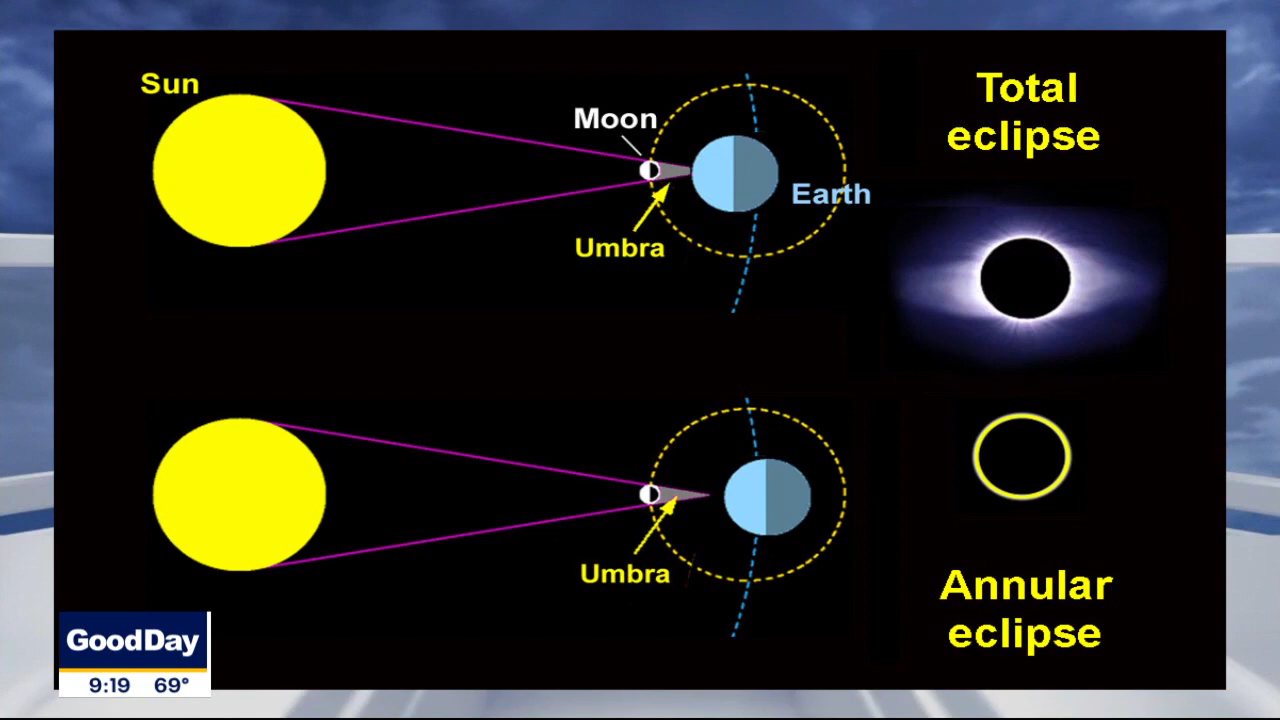 Sun
Moon
Earth
Umbra
Total
eclipse
Umbra
Annular
eclipse
GoodDay
9:19 69°